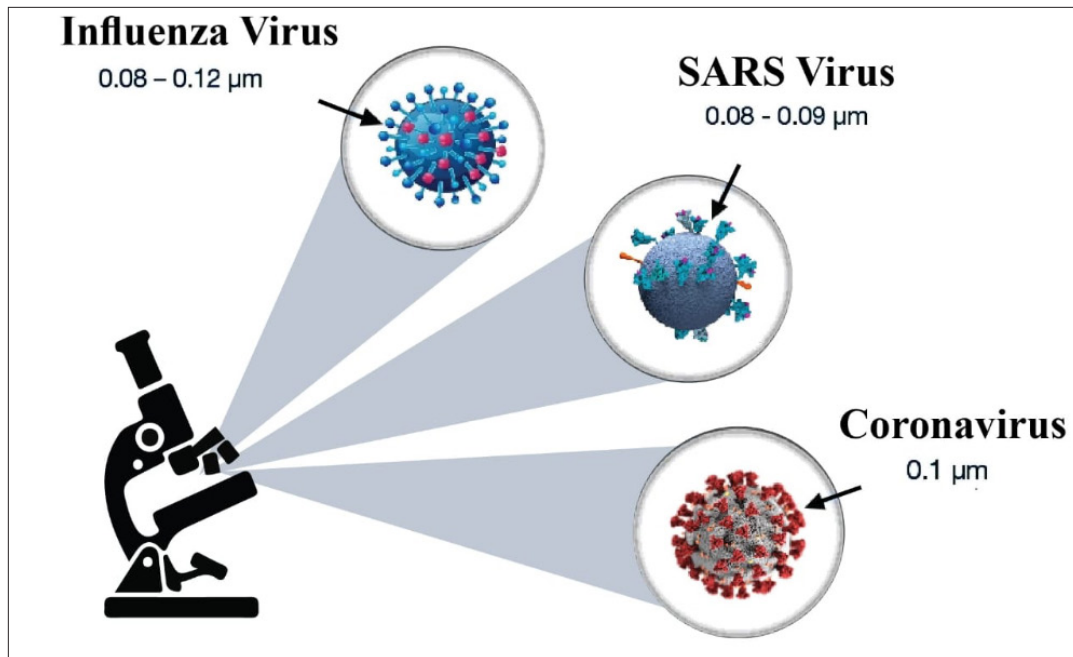 Influenza Virus
0.08 – 0.12 μm
SARS Virus
0.08 - 0.09 μm
Coronavirus
0.1 μm